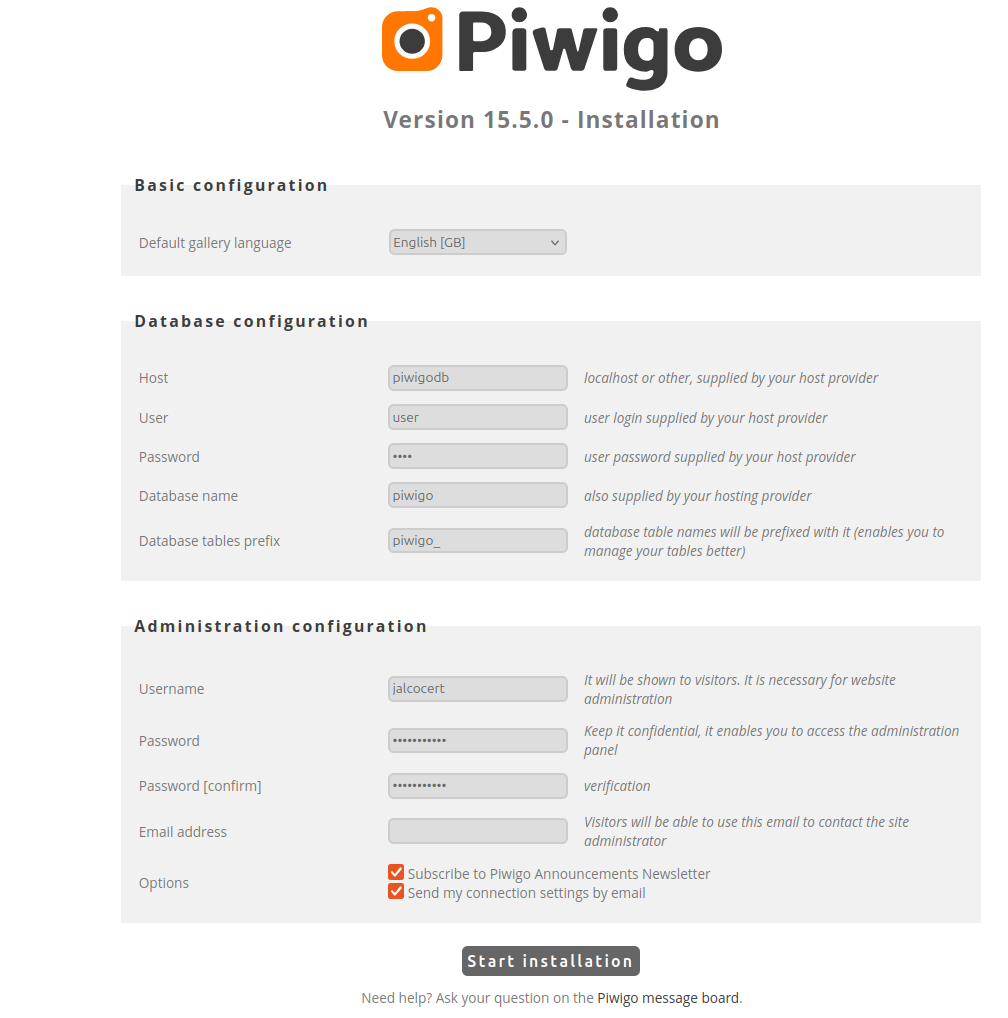 Piwigo
Version 15.5.0 - Installation
Basic configuration
Default gallery language English [GB]
Database configuration
Host piwigodb localhost or other, supplied by your host provider
User user user login supplied by your host provider
Password •••• user password supplied by your host provider
Database name piwigo also supplied by your hosting provider
Database tables prefix piwigo_ database table names will be prefixed with it (enables you to
manage your tables better)
Administration configuration
Username jalcocert It will be shown to visitors. It is necessary for website
administration
Password ••••••••••• Keep it confidential, it enables you to access the administration
panel
Password [confirm] ••••••••••• verification
Email address Visitors will be able to use this email to contact the site
administrator
Options Subscribe to Piwigo Announcements Newsletter
Send my connection settings by email
Start installation
Need help? Ask your question on the Piwigo message board.